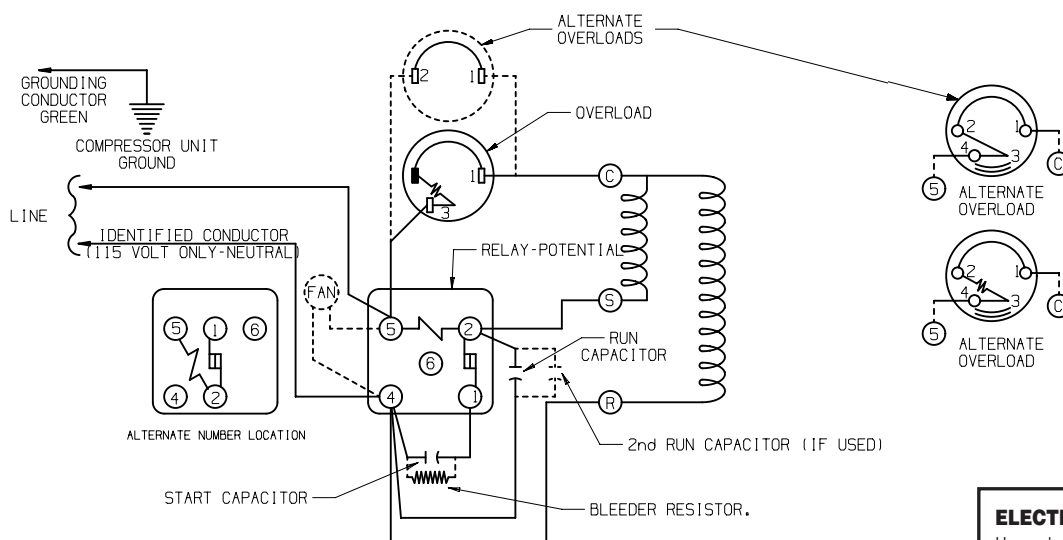 ALTERNATE
OVERLOADS
2
1
GROUNDING
CONDUCTOR
GREEN
COMPRESSOR UNIT
GROUND
OVERLOAD
1
3
C
2
1
4
3
5
C
ALTERNATE
OVERLOAD
LINE
IDENTIFIED CONDUCTOR
(115 VOLT ONLY-NEUTRAL)
RELAY-POTENTIAL
FAN
S
2
1
4
3
5
C
ALTERNATE
OVERLOAD
5
1
6
4
2
ALTERNATE NUMBER LOCATION
5
2
6
4
1
RUN
CAPACITOR
R
2nd RUN CAPACITOR (IF USED)
START CAPACITOR
BLEEDER RESISTOR.